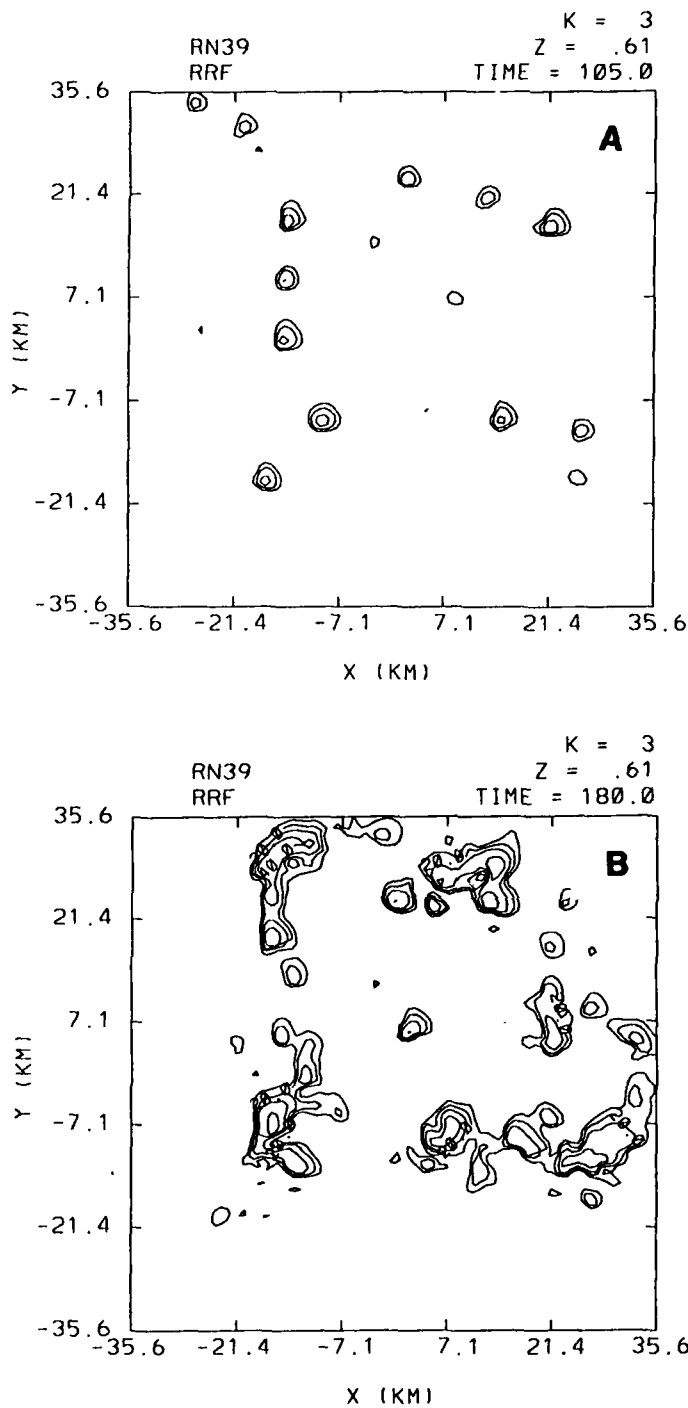 K = 3
RN39 Z = .61
RRF TIME = 105.0
35.6
A
21.4
7.1
Y (KM)
-7.1
-21.4
-35.6
-35.6 -21.4 -7.1 7.1 21.4 35.6
X (KM)
K = 3
RN39 Z = .61
RRF TIME = 180.0
35.6
B
21.4
7.1
Y (KM)
-7.1
-21.4
-35.6
-35.6 -21.4 -7.1 7.1 21.4 35.6
X (KM)